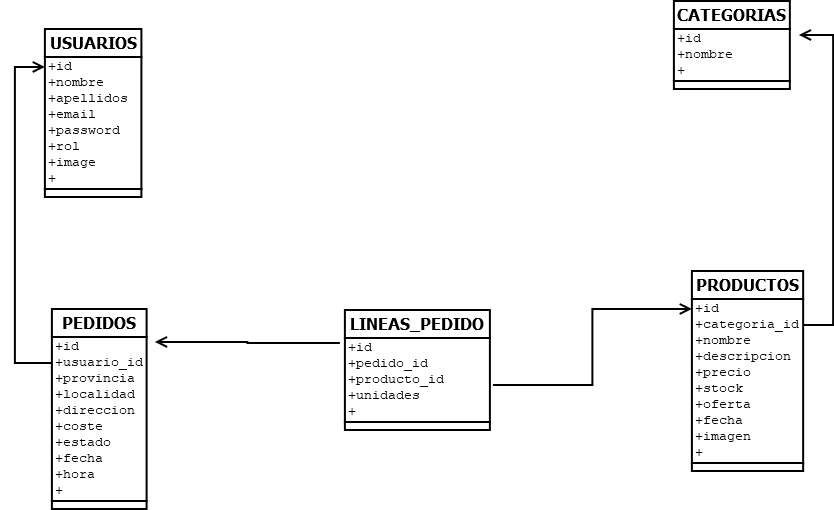 USUARIOS
+id
+nombre
+apellidos
+email
+password
+rol
+image
+
CATEGORIAS
+id
+nombre
+
PEDIDOS
+id
+usuario_id
+provincia
+localidad
+direccion
+coste
+estado
+fecha
+hora
+
LINEAS_PEDIDO
+id
+pedido_id
+producto_id
+unidades
+
PRODUCTOS
+id
+categoria_id
+nombre
+descripcion
+precio
+stock
+oferta
+fecha
+imagen
+